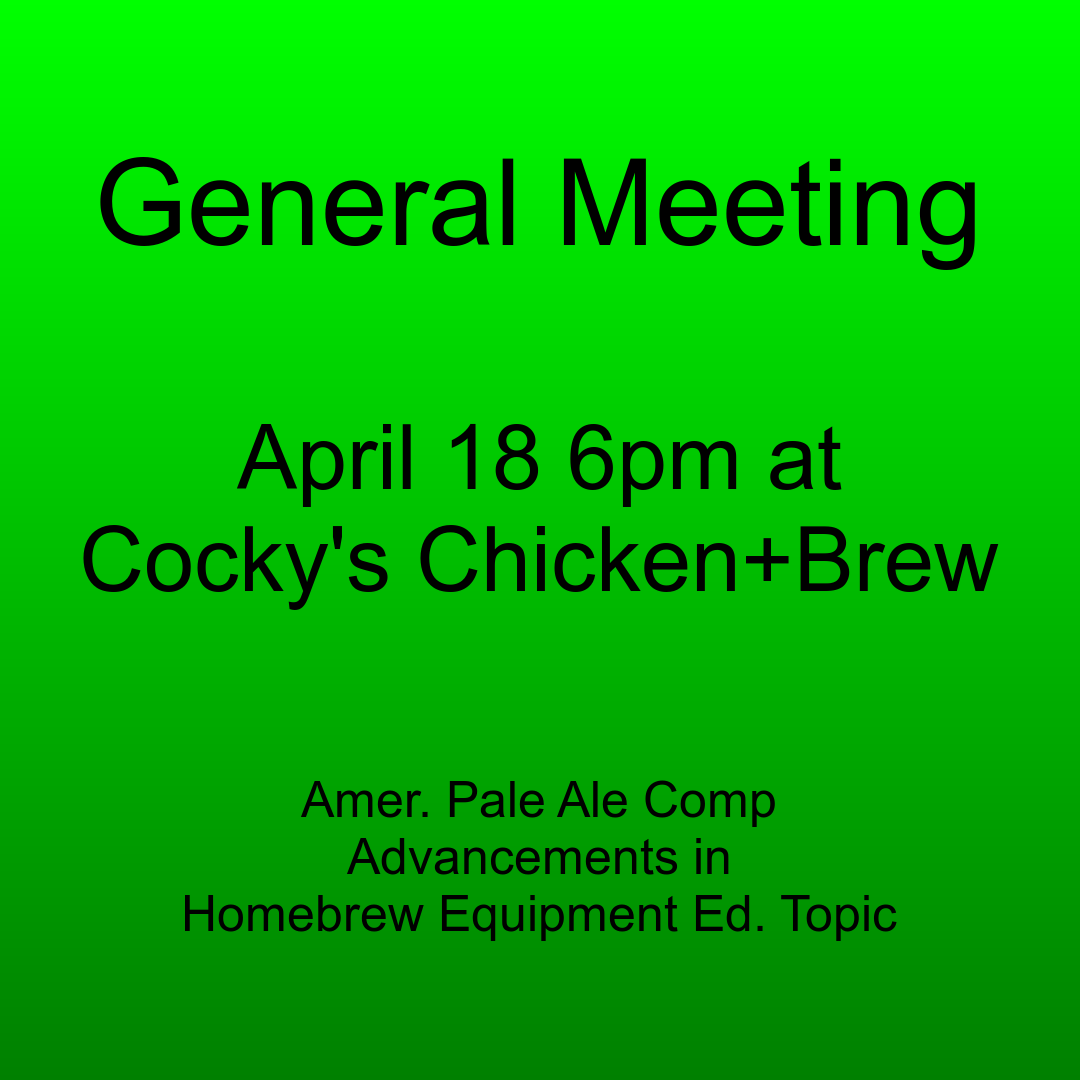 General Meeting
April 18 6pm at
Cocky's Chicken+Brew
Amer. Pale Ale Comp
Advancements in
Homebrew Equipment Ed. Topic